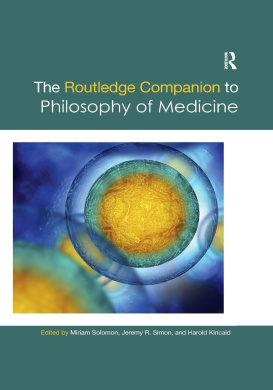 R
The Routledge Companion to
Philosophy of Medicine
Edited by Miriam Solomon, Jeremy R. Simon, and Harold Kincaid